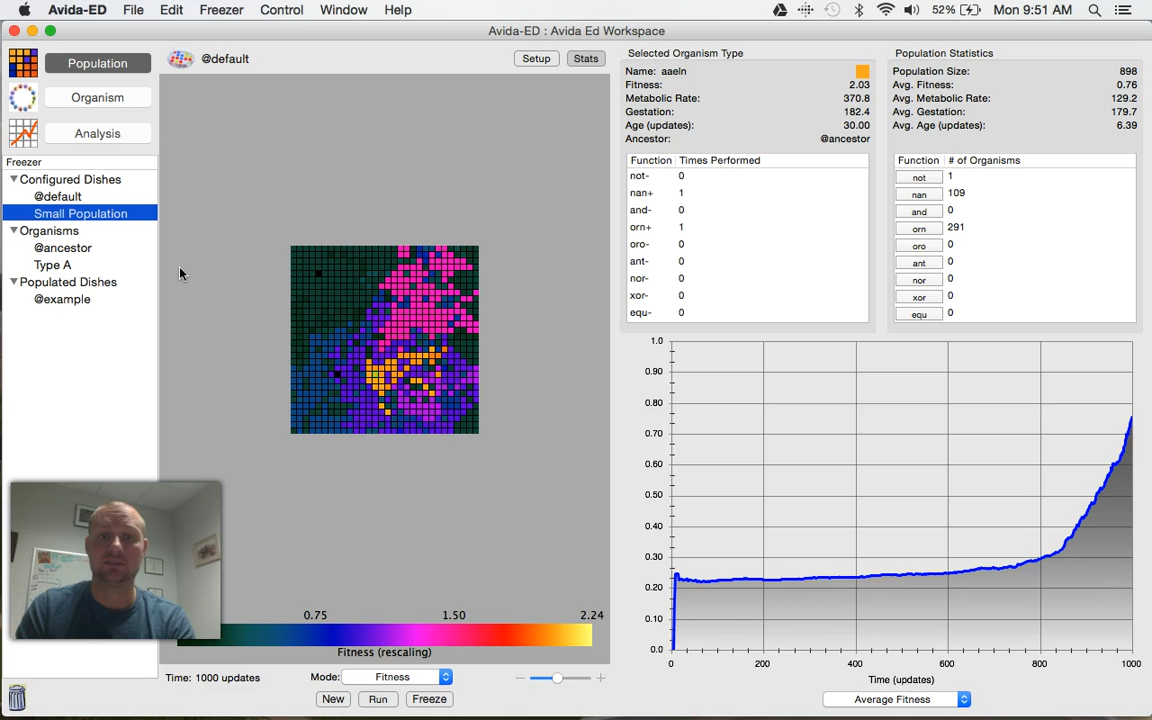 Avida-ED File Edit Freezer Control Window Help 52% Mon 9:51 AM
Avida-ED : Avida Ed Workspace
Population
Organism
Analysis
Freezer
Configured Dishes
@default
Small Population
Organisms
@ancestor
Type A
Populated Dishes
@example
@default Setup Stats
0.75 1.50 2.24
Fitness (rescaling)
Time: 1000 updates Mode: Fitness
New Run Freeze
Selected Organism Type
Name: aaeln
Fitness: 2.03
Metabolic Rate: 370.8
Gestation: 182.4
Age (updates): 30.00
Ancestor: @ancestor
Function Times Performed
not- 0
nan+ 1
and- 0
orn+ 1
oro- 0
ant- 0
nor- 0
xor- 0
equ- 0
Population Statistics
Population Size: 898
Avg. Fitness: 0.76
Avg. Metabolic Rate: 129.2
Avg. Gestation: 179.7
Avg. Age (updates): 6.39
Function # of Organisms
not 1
nan 109
and 0
orn 291
oro 0
ant 0
nor 0
xor 0
equ 0
1.0
0.90
0.80
0.70
0.60
0.50
0.40
0.30
0.20
0.10
0.0
0 200 400 600 800 1000
Time (updates)
Average Fitness